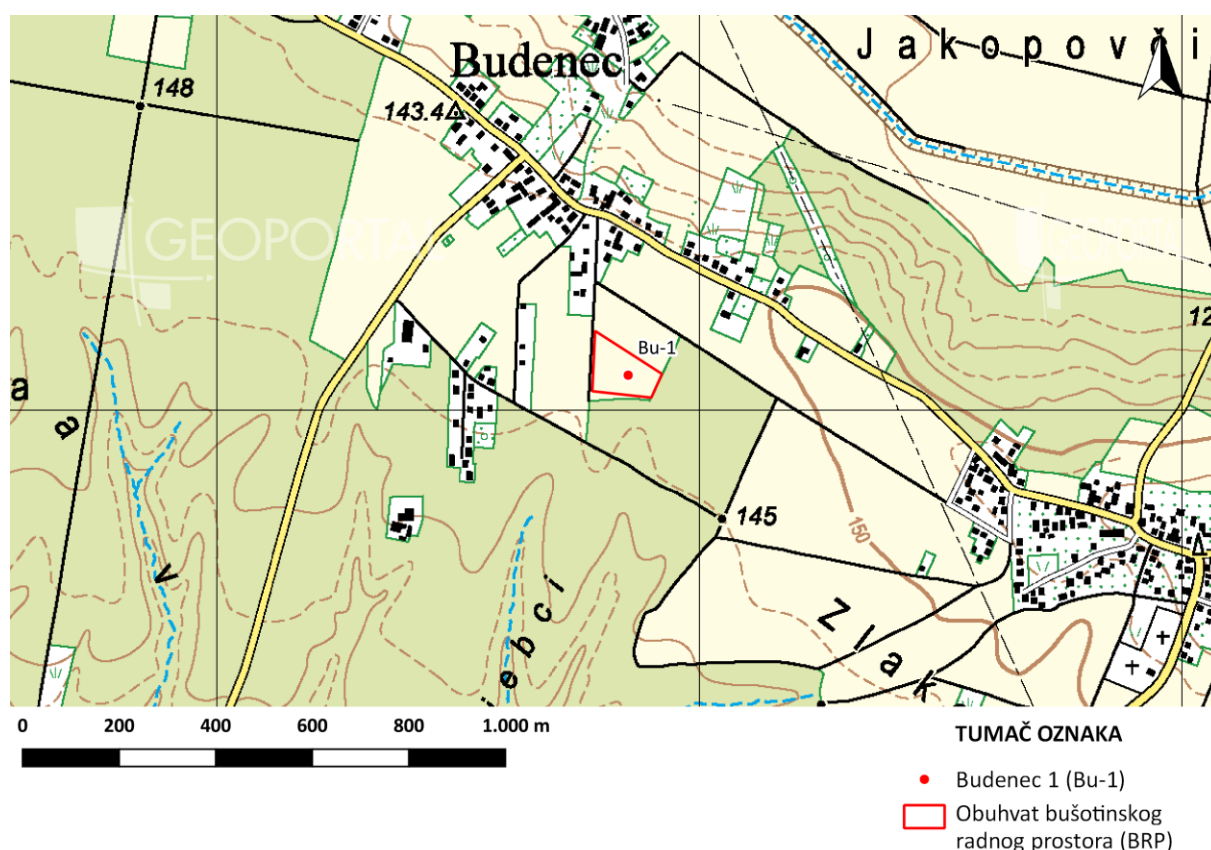 Budenec
Jakopovči
148
143.4
GEOPORTAL
GEOPORTAL
Bu-1
12
a
a
v
145
150
ebci
Zlak
0 200 400 600 800 1.000 m
TUMAČ OZNAKA
Budenec 1 (Bu-1)
Obuhvat bušotinskog
radnog prostora (BRP)